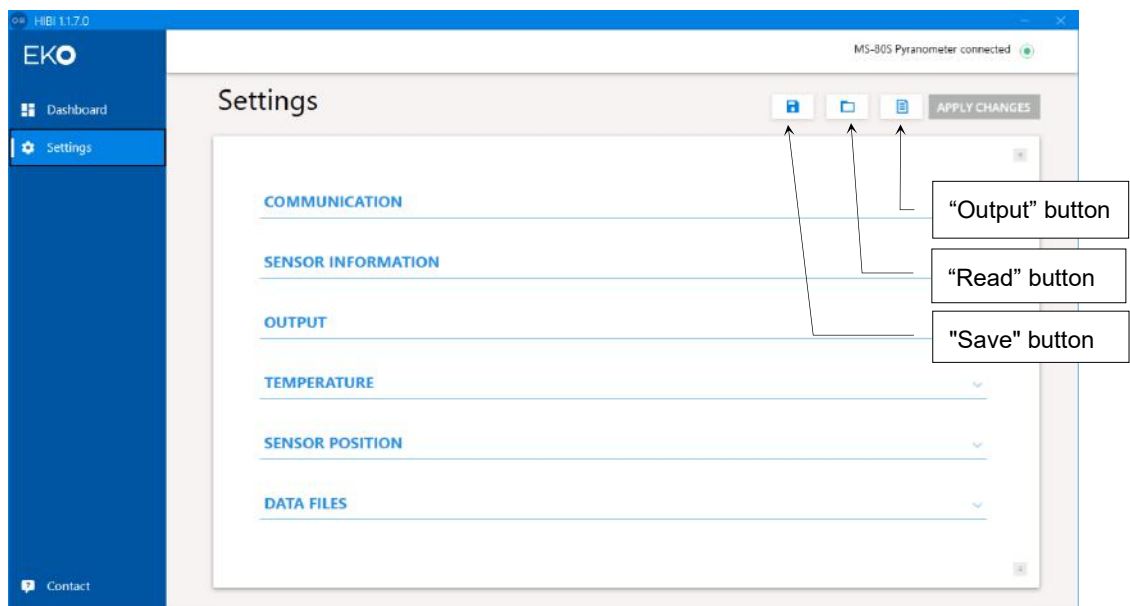 HIBI 1.1.7.0
EKO
MS-80S Pyranometer connected
Dashboard
Settings
Settings
APPLY CHANGES
COMMUNICATION
“Output” button
SENSOR INFORMATION
“Read” button
OUTPUT
"Save" button
TEMPERATURE
SENSOR POSITION
DATA FILES
Contact